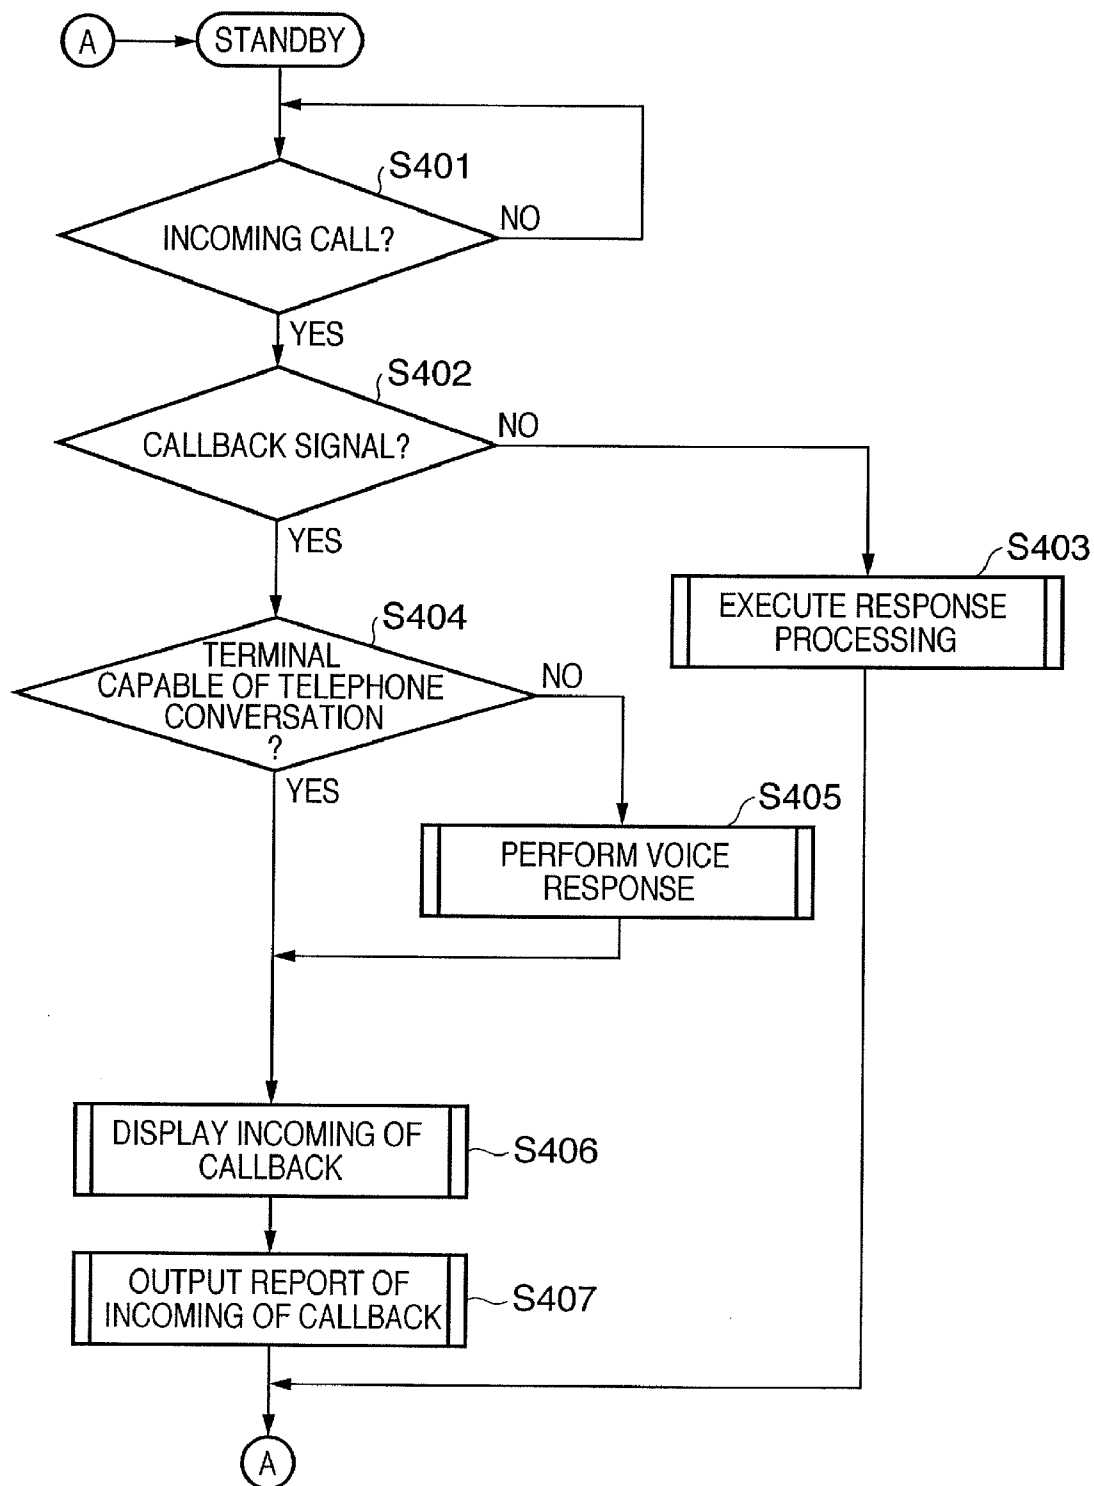 A
STANDBY
S401
INCOMING CALL?
NO
YES
S402
CALLBACK SIGNAL?
NO
YES
S403
EXECUTE RESPONSE
PROCESSING
S404
TERMINAL
CAPABLE OF TELEPHONE
CONVERSATION
?
NO
YES
S405
PERFORM VOICE
RESPONSE
DISPLAY INCOMING OF
CALLBACK
S406
OUTPUT REPORT OF
INCOMING OF CALLBACK
S407
A